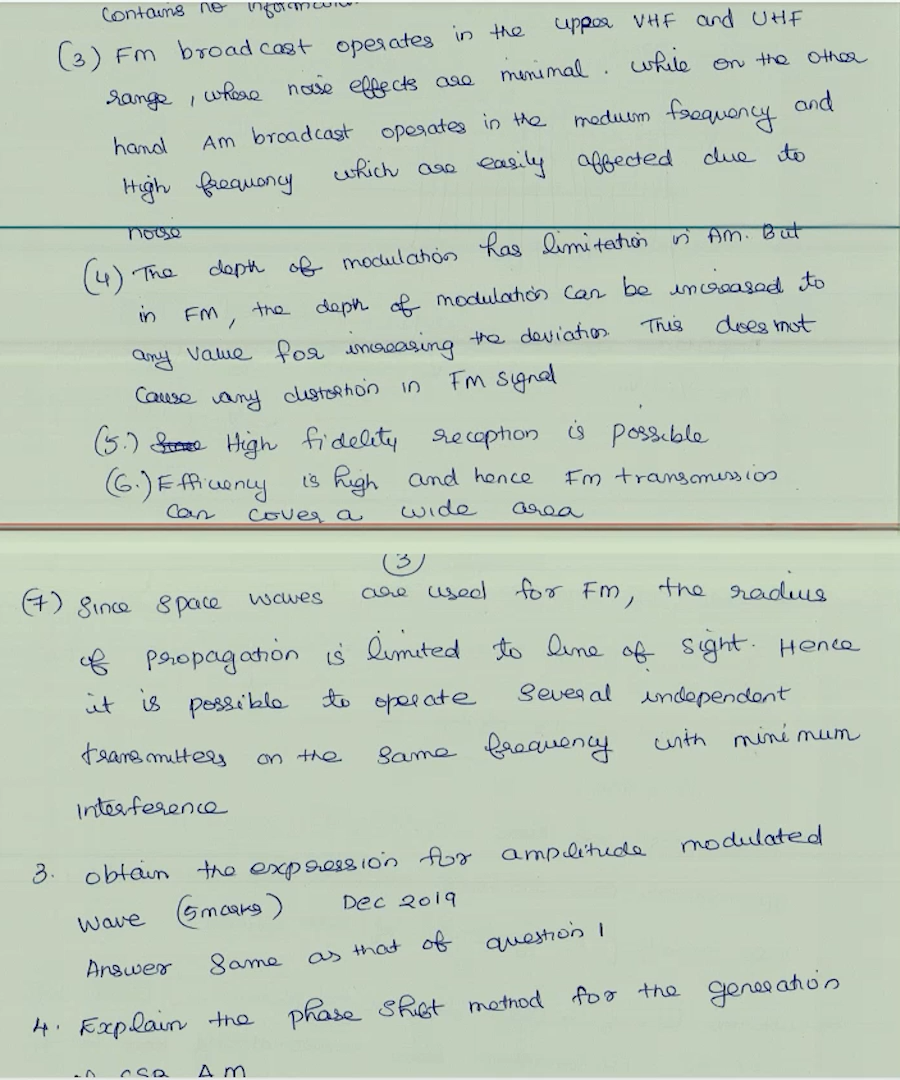 Contains no
(3) Fm broadcast operates in the upper VHF and UHF
range, where noise effects are minimal. While on the other
hand Am broadcast operates in the medium frequency and
High frequency which are easily affected due to
noise
(4) The depth of modulation has limitation in Am. But
in FM, the depth of modulation can be increased to
any value for increasing the deviation This does not
Cause any distortion in Fm signal
(5.) High fidelity reception is possible
(6.) Efficiency is high and hence Fm transmission
can cover a wide area
(3)
(7) Since space waves are used for Fm, the radius
of propagation is limited to line of sight. Hence
it is possible to operate several independent
transmitters on the same frequency with minimum
interference
3. obtain the expression for amplitude modulated
wave (5marks) Dec 2019
Answer same as that of question 1
4. Explain the phase shift method for the generation
AM